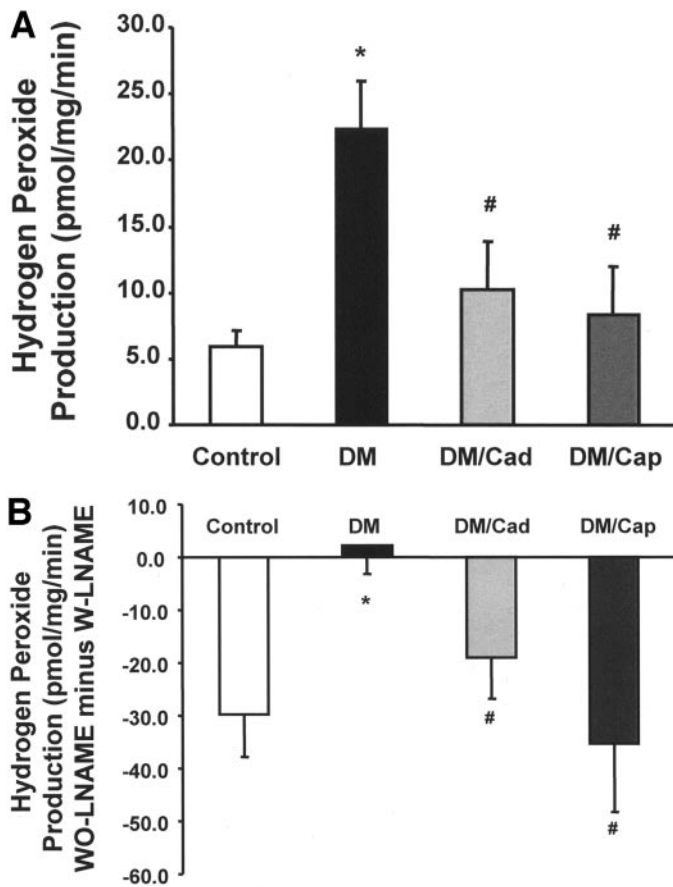 A
Hydrogen Peroxide
Production (pmol/mg/min)
30.0
25.0
20.0
15.0
10.0
5.0
0.0
*
#
#
Control DM DM/Cad DM/Cap
B
Hydrogen Peroxide
Production (pmol/mg/min)
WO-LNAME minus W-LNAME
10.0
0.0
-10.0
-20.0
-30.0
-40.0
-50.0
-60.0
Control DM DM/Cad DM/Cap
*
#
#